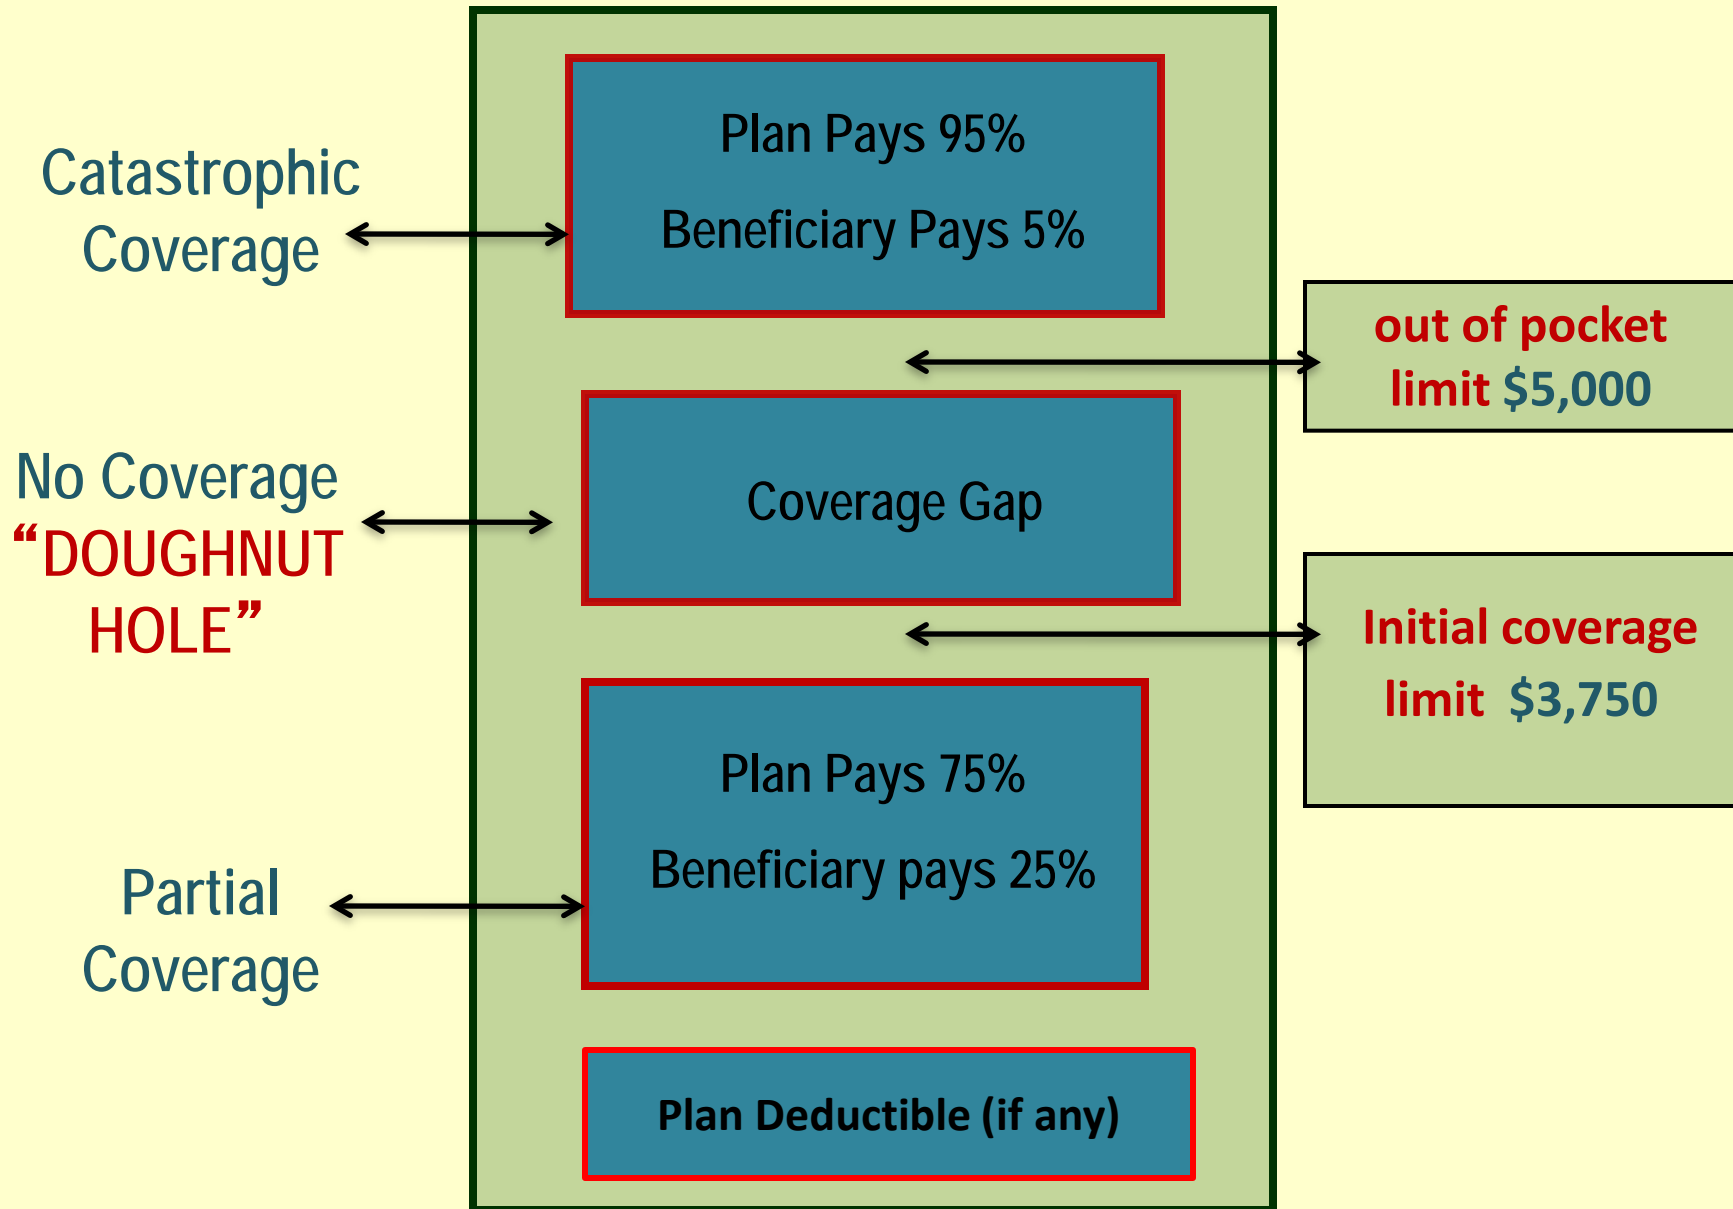 Plan Pays 95%
Beneficiary Pays 5%
Catastrophic
Coverage
out of pocket
limit $5,000
Coverage Gap
No Coverage
“DOUGHNUT
HOLE”
Initial coverage
limit $3,750
Plan Pays 75%
Beneficiary pays 25%
Partial
Coverage
Plan Deductible (if any)